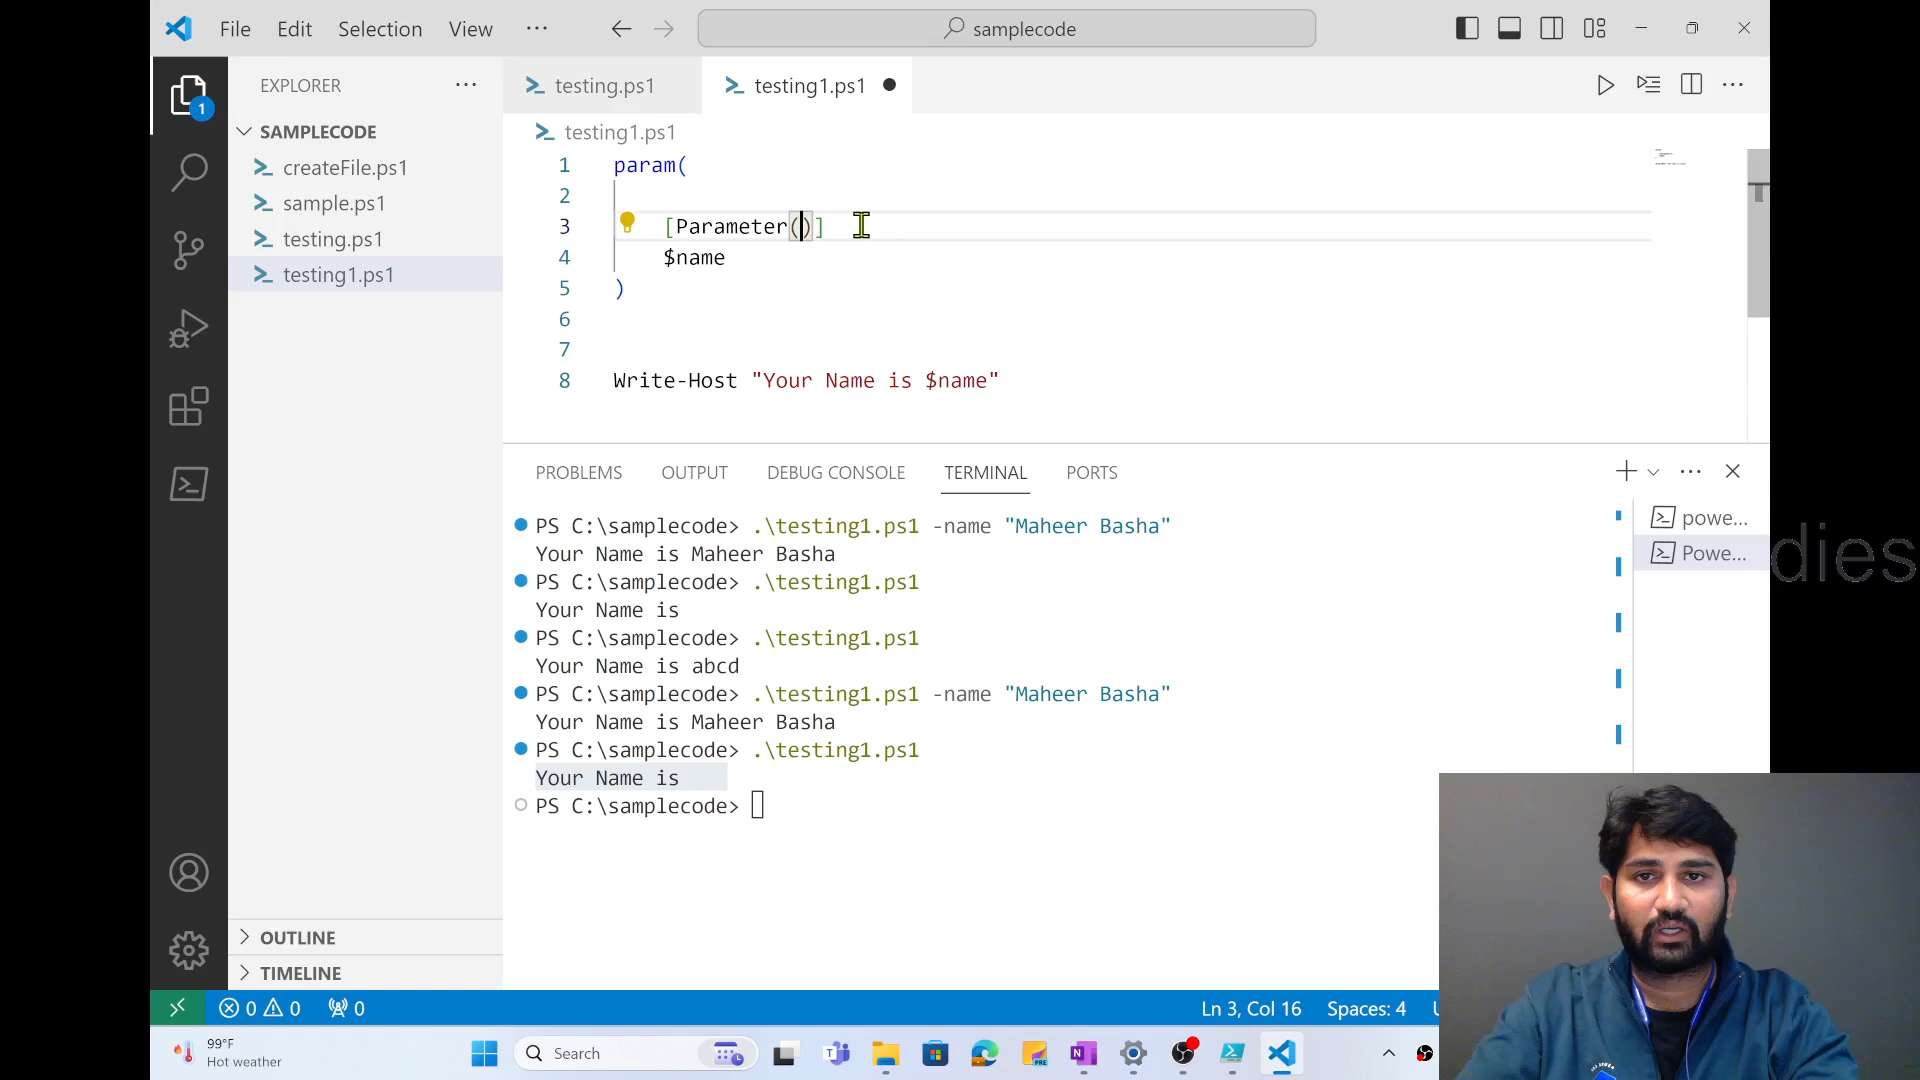 File Edit Selection View ··· samplecode
EXPLORER ···
testing.ps1 testing1.ps1
1
SAMPLECODE
createFile.ps1
sample.ps1
testing.ps1
testing1.ps1
OUTLINE
TIMELINE
testing1.ps1
1 param(
2
3 [Parameter()]
4 $name
5 )
6
7
8 Write-Host "Your Name is $name"
PROBLEMS OUTPUT DEBUG CONSOLE TERMINAL PORTS
PS C:\samplecode> .\testing1.ps1 -name "Maheer Basha"
Your Name is Maheer Basha
PS C:\samplecode> .\testing1.ps1
Your Name is
PS C:\samplecode> .\testing1.ps1
Your Name is abcd
PS C:\samplecode> .\testing1.ps1 -name "Maheer Basha"
Your Name is Maheer Basha
PS C:\samplecode> .\testing1.ps1
Your Name is
PS C:\samplecode>
powe...
Powe...
dies
0 0 0 Ln 3, Col 16 Spaces: 4
99°F
Hot weather
Search
PRE